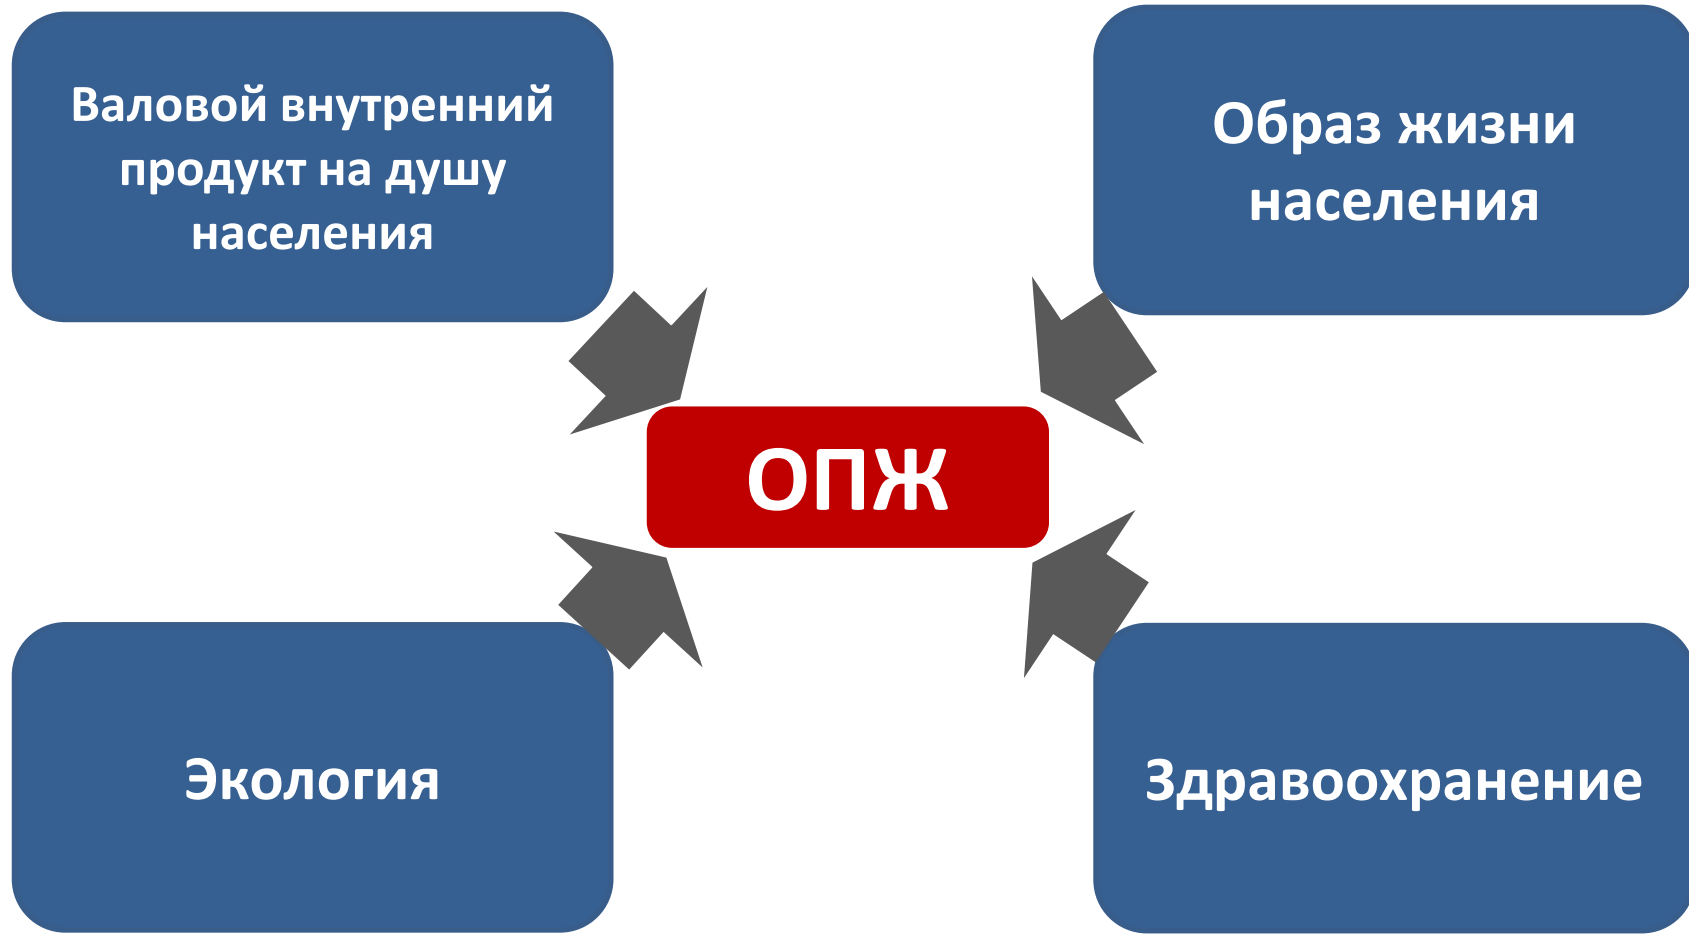 Валовой внутренний
продукт на душу
населения
Образ жизни
населения
ОПЖ
Экология
Здравоохранение